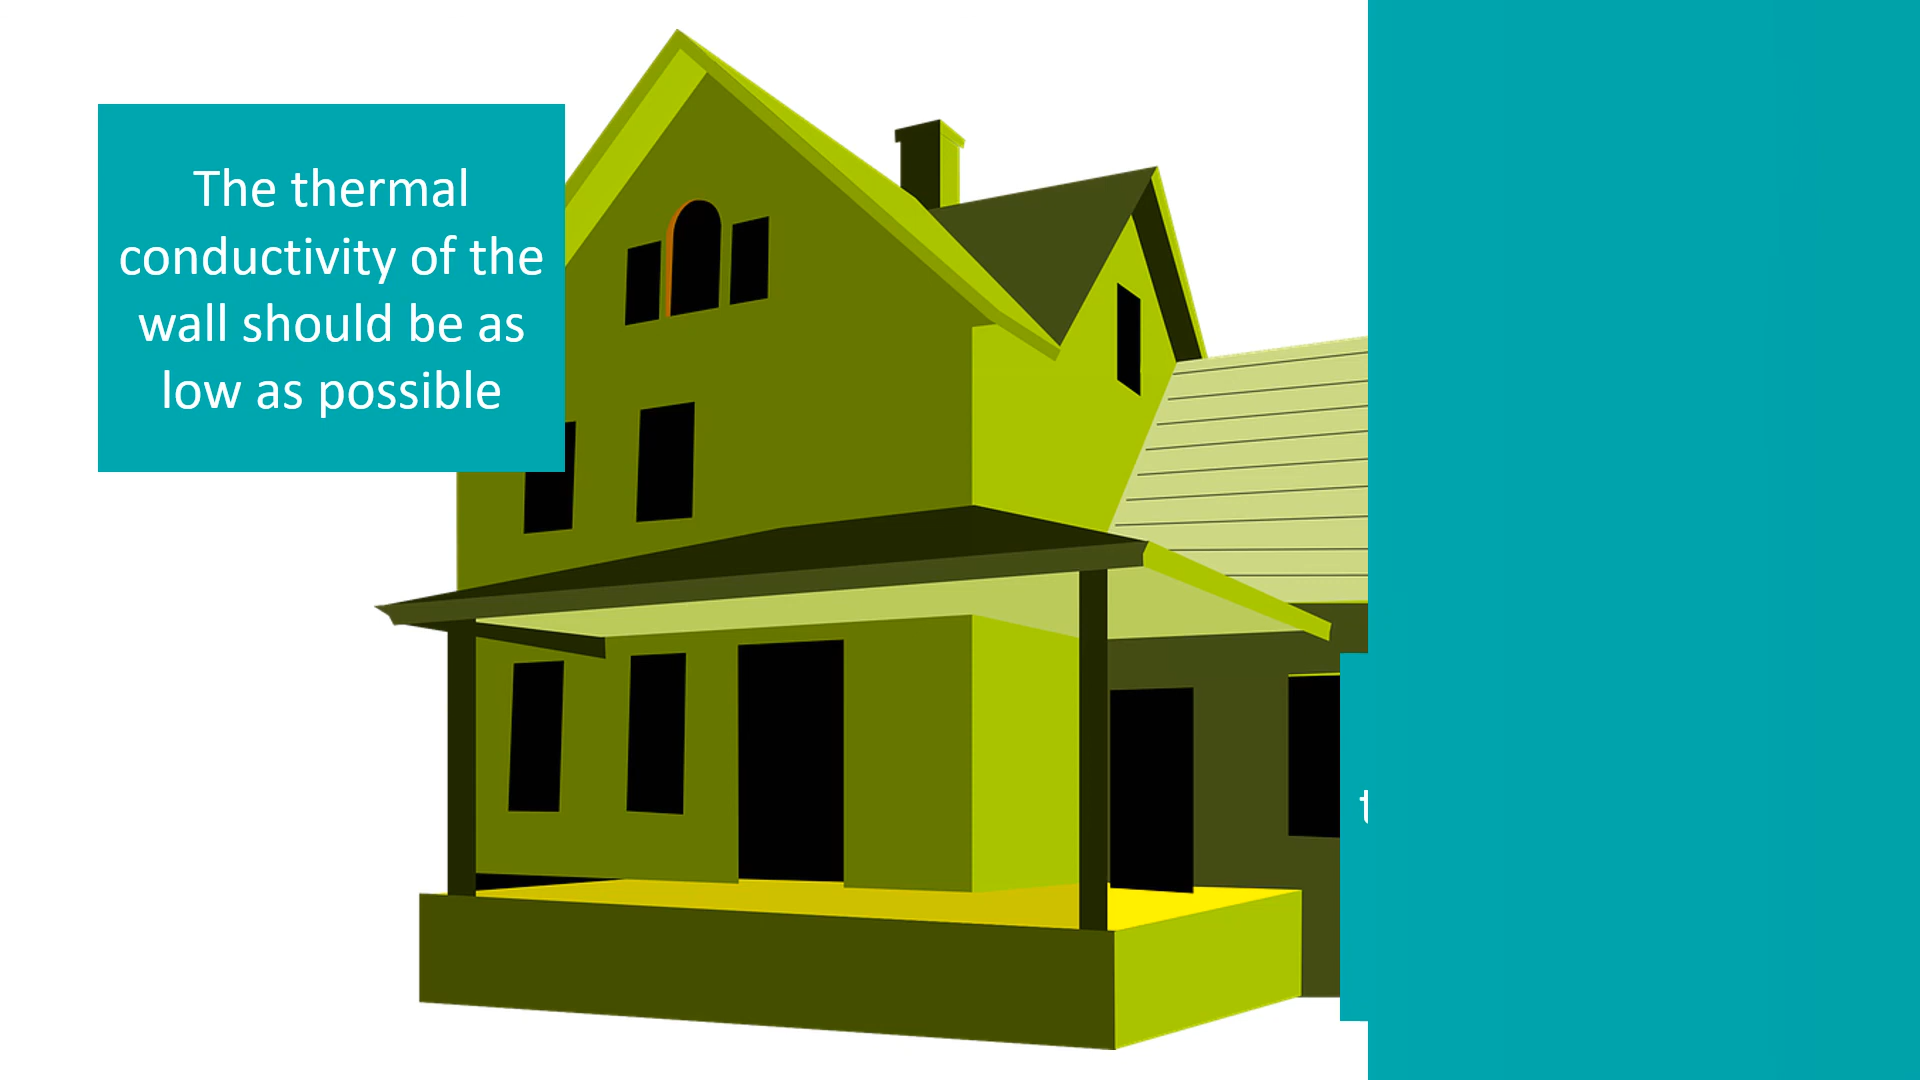 The thermal
conductivity of the
wall should be as
low as possible